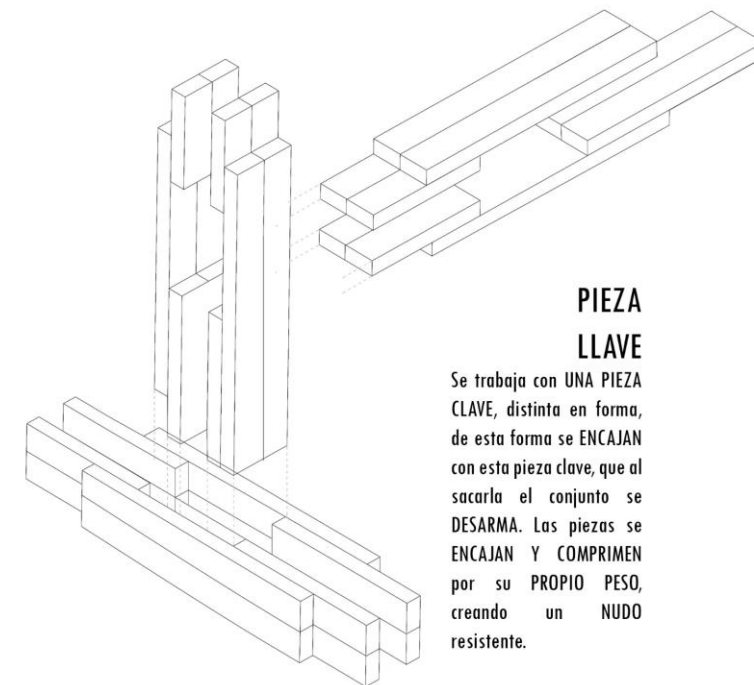 PIEZA
LLAVE
Se trabaja con UNA PIEZA
CLAVE, distinta en forma,
de esta forma se ENCAJAN
con esta pieza clave, que al
sacarla el conjunto se
DESARMA. Las piezas se
ENCAJAN Y COMPRIMEN
por su PROPIO PESO,
creando un NUDO
resistente.